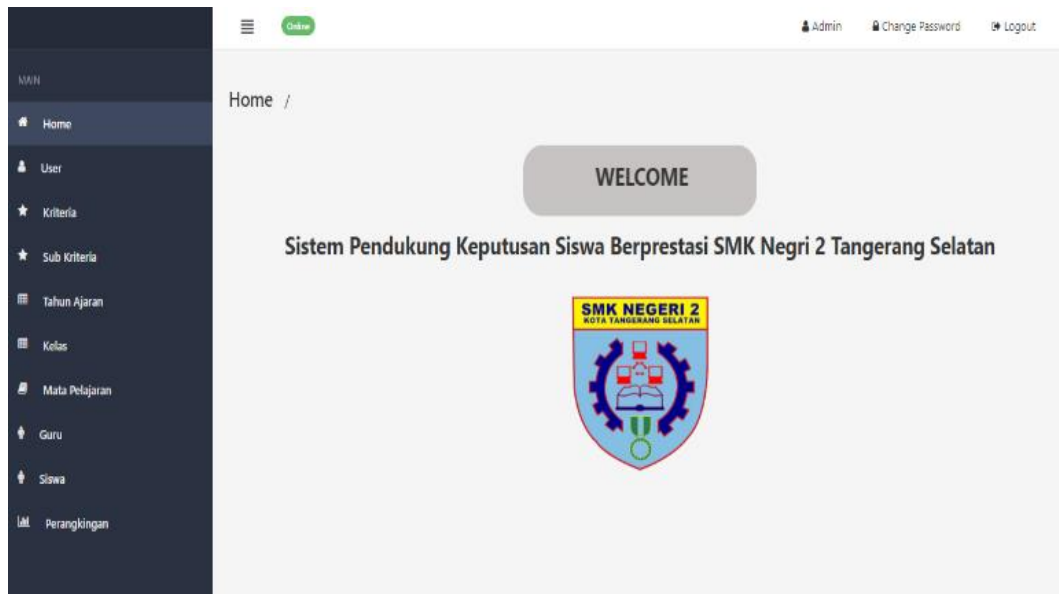 Online
Admin
Change Password
Logout
MAIN
Home
User
Kriteria
Sub Kriteria
Tahun Ajaran
Kelas
Mata Pelajaran
Guru
Siswa
Perangkingan
Home /
WELCOME
Sistem Pendukung Keputusan Siswa Berprestasi SMK Negri 2 Tangerang Selatan
SMK NEGERI 2
KOTA TANGERANG SELATAN